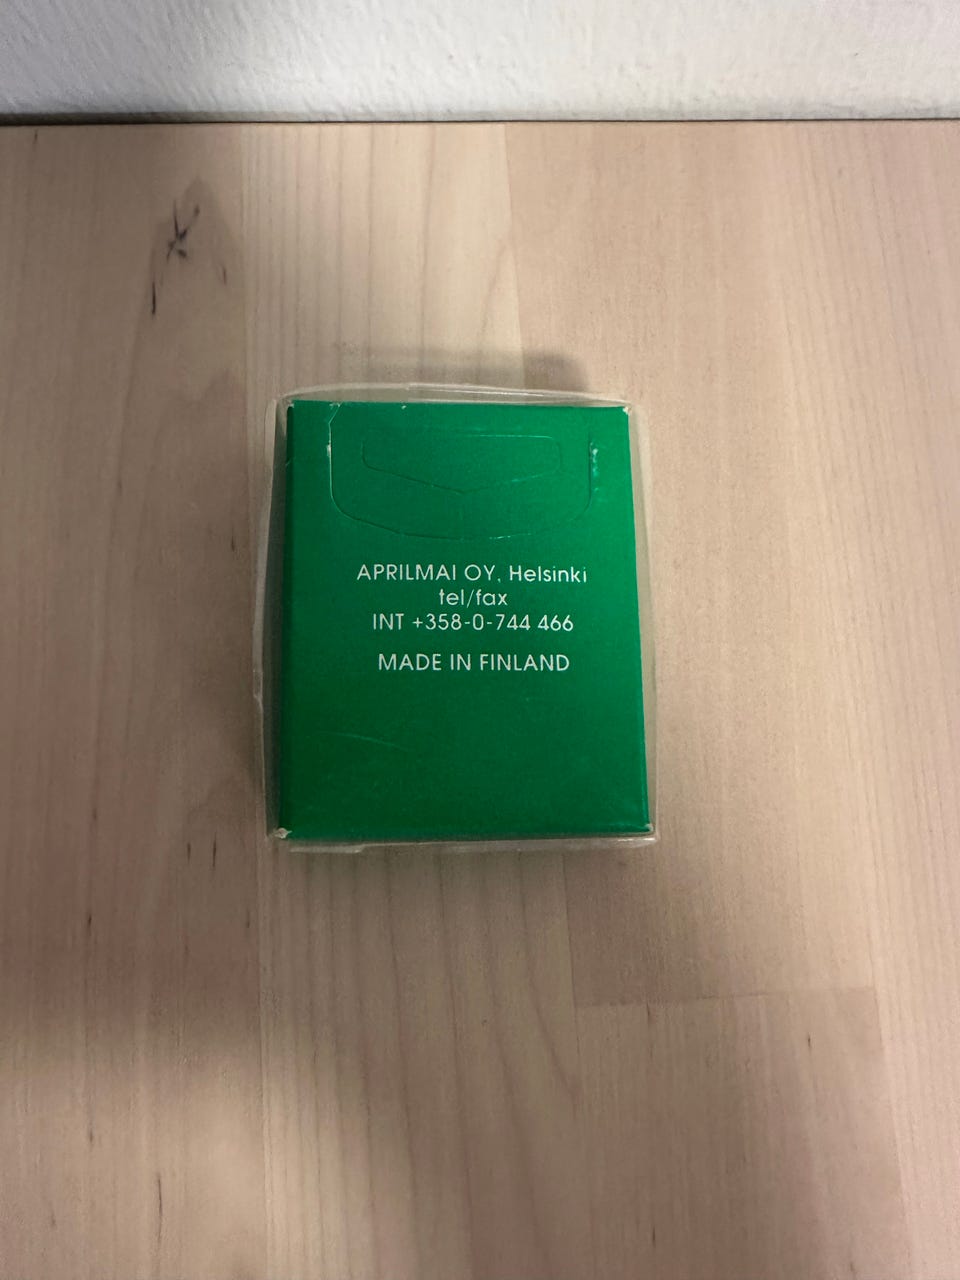 APRILMAI OY, Helsinki
tel/fax
INT +358-0-744 466
MADE IN FINLAND